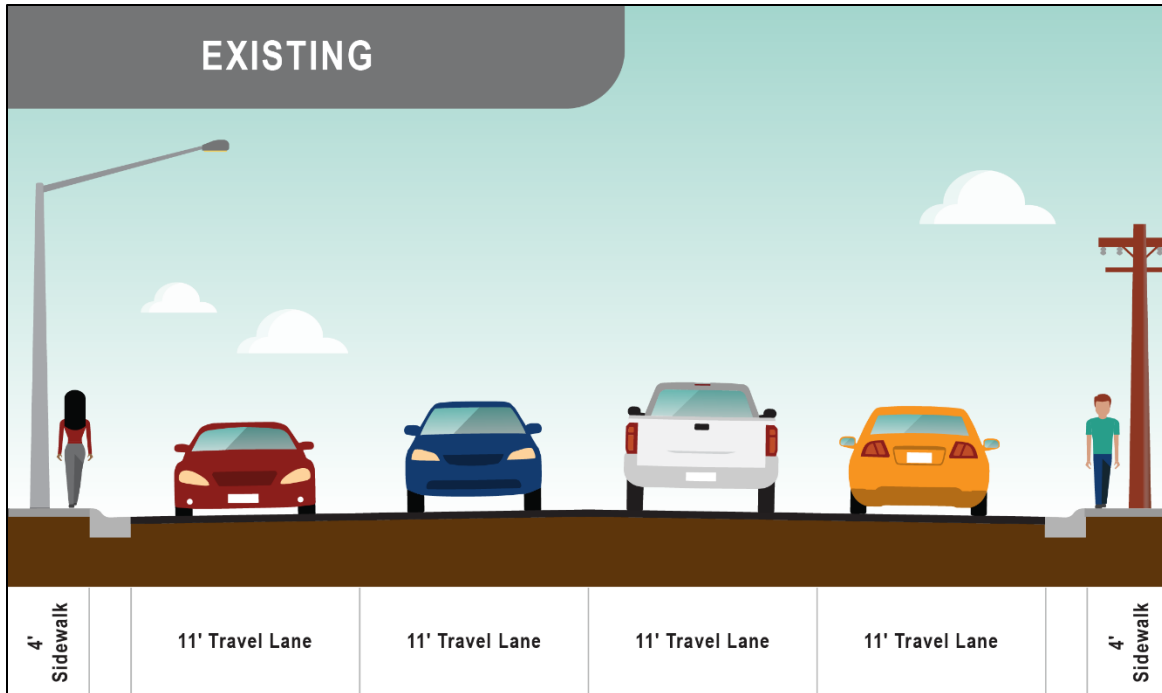 EXISTING
4'
Sidewalk
11' Travel Lane
11' Travel Lane
11' Travel Lane
11' Travel Lane
4'
Sidewalk